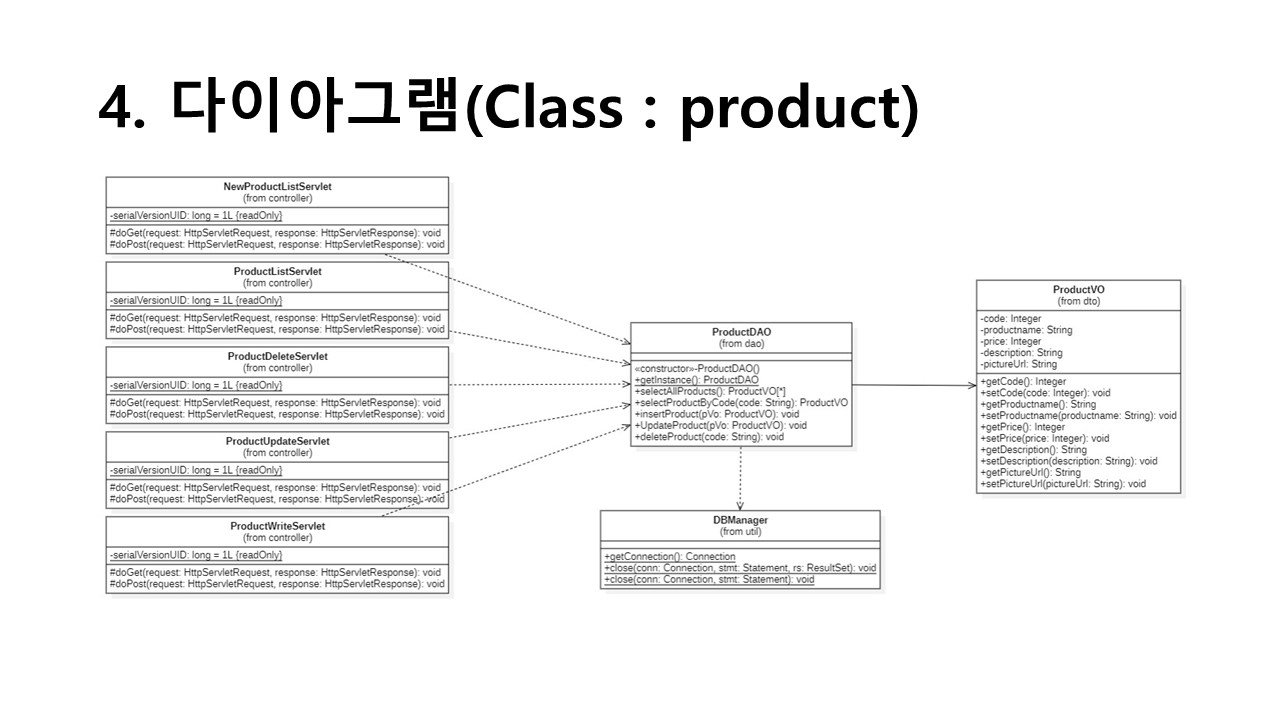 4. 다이아그램(Class : product)
NewProductListServlet
(from controller)
-serialVersionUID: long = 1L {readOnly}
#doGet(request: HttpServletRequest, response: HttpServletResponse): void
#doPost(request: HttpServletRequest, response: HttpServletResponse): void
ProductListServlet
(from controller)
-serialVersionUID: long = 1L {readOnly}
#doGet(request: HttpServletRequest, response: HttpServletResponse): void
#doPost(request: HttpServletRequest, response: HttpServletResponse): void
ProductDeleteServlet
(from controller)
-serialVersionUID: long = 1L {readOnly}
#doGet(request: HttpServletRequest, response: HttpServletResponse): void
#doPost(request: HttpServletRequest, response: HttpServletResponse): void
ProductUpdateServlet
(from controller)
-serialVersionUID: long = 1L {readOnly}
#doGet(request: HttpServletRequest, response: HttpServletResponse): void
#doPost(request: HttpServletRequest, response: HttpServletResponse): void
ProductWriteServlet
(from controller)
-serialVersionUID: long = 1L {readOnly}
#doGet(request: HttpServletRequest, response: HttpServletResponse): void
#doPost(request: HttpServletRequest, response: HttpServletResponse): void
ProductDAO
(from dao)
«constructor»-ProductDAO()
+getInstance(): ProductDAO
+selectAllProducts(): ProductVO[*]
+selectProductByCode(code: String): ProductVO
+insertProduct(pVo: ProductVO): void
+UpdateProduct(pVo: ProductVO): void
+deleteProduct(code: String): void
DBManager
(from util)
+getConnection(): Connection
+close(conn: Connection, stmt: Statement, rs: ResultSet): void
+close(conn: Connection, stmt: Statement): void
ProductVO
(from dto)
-code: Integer
-productname: String
-price: Integer
-description: String
-pictureUrl: String
+getCode(): Integer
+setCode(code: Integer): void
+getProductname(): String
+setProductname(productname: String): void
+getPrice(): Integer
+setPrice(price: Integer): void
+getDescription(): String
+setDescription(description: String): void
+getPictureUrl(): String
+setPictureUrl(pictureUrl: String): void